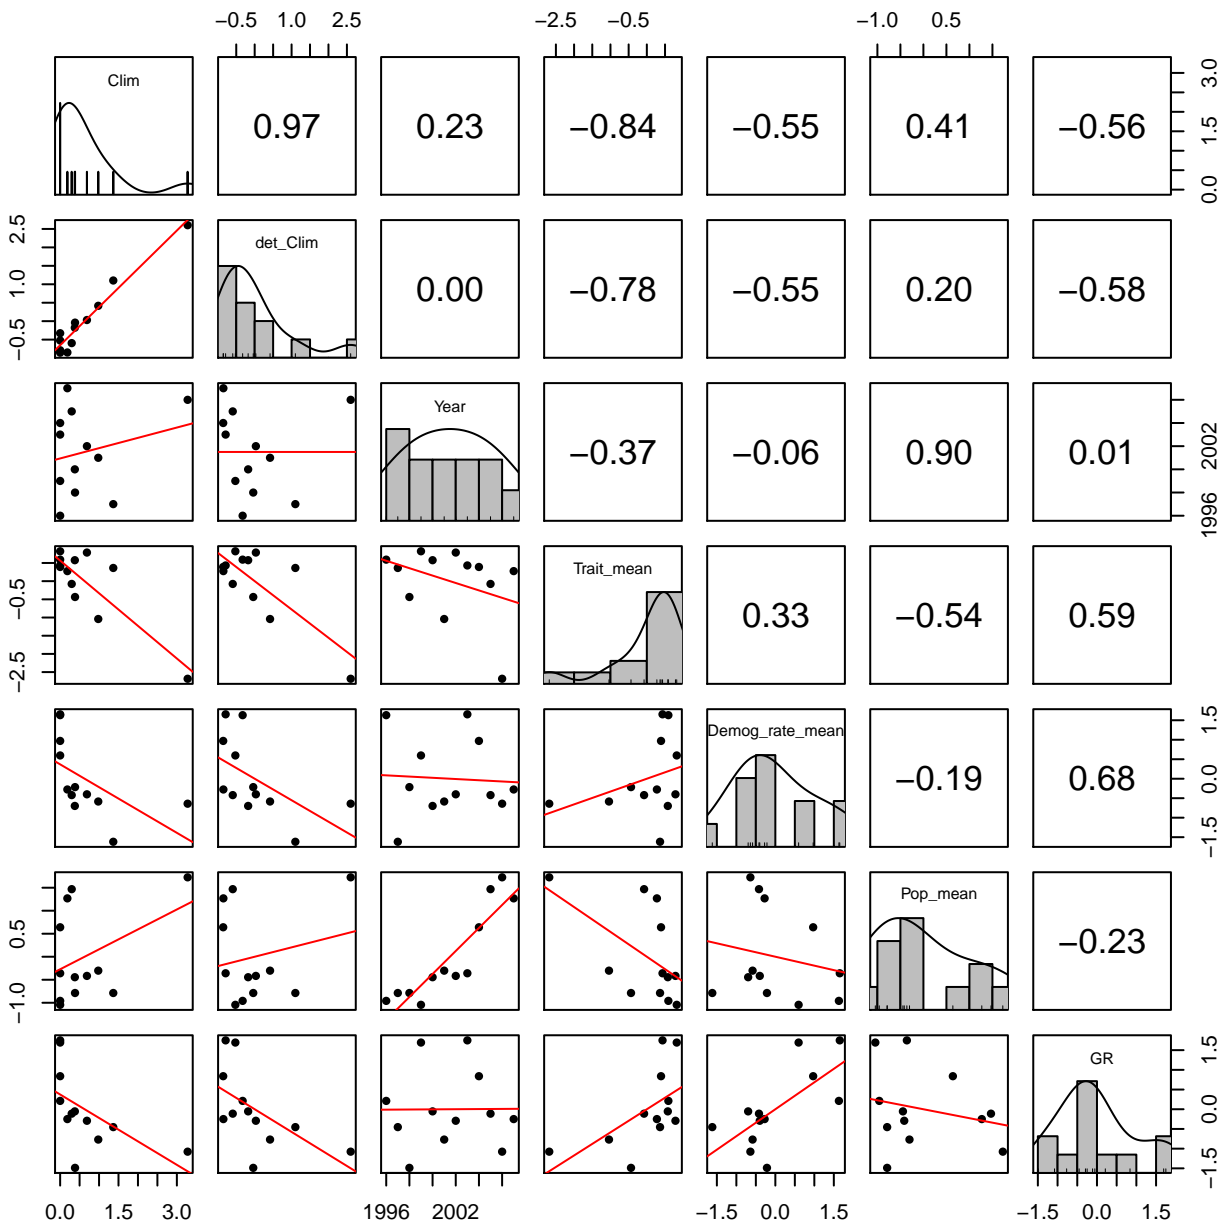 −0.5 1.0 2.5 −2.5 −0.5 −1.0 0.5
Clim 0.97 0.23 −0.84 −0.55 0.41 −0.56 0.0 1.5 3.0
−0.5 1.0 2.5 det_Clim 0.00 −0.78 −0.55 0.20 −0.58
Year −0.37 −0.06 0.90 0.01 1996 2002
−2.5 −0.5 Trait_mean 0.33 −0.54 0.59
Demog_rate_mean −0.19 0.68 −1.5 0.0 1.5
−1.0 0.5 Pop_mean −0.23
GR −1.5 0.0 1.5
0.0 1.5 3.0 1996 2002 −1.5 0.0 1.5 −1.5 0.0 1.5